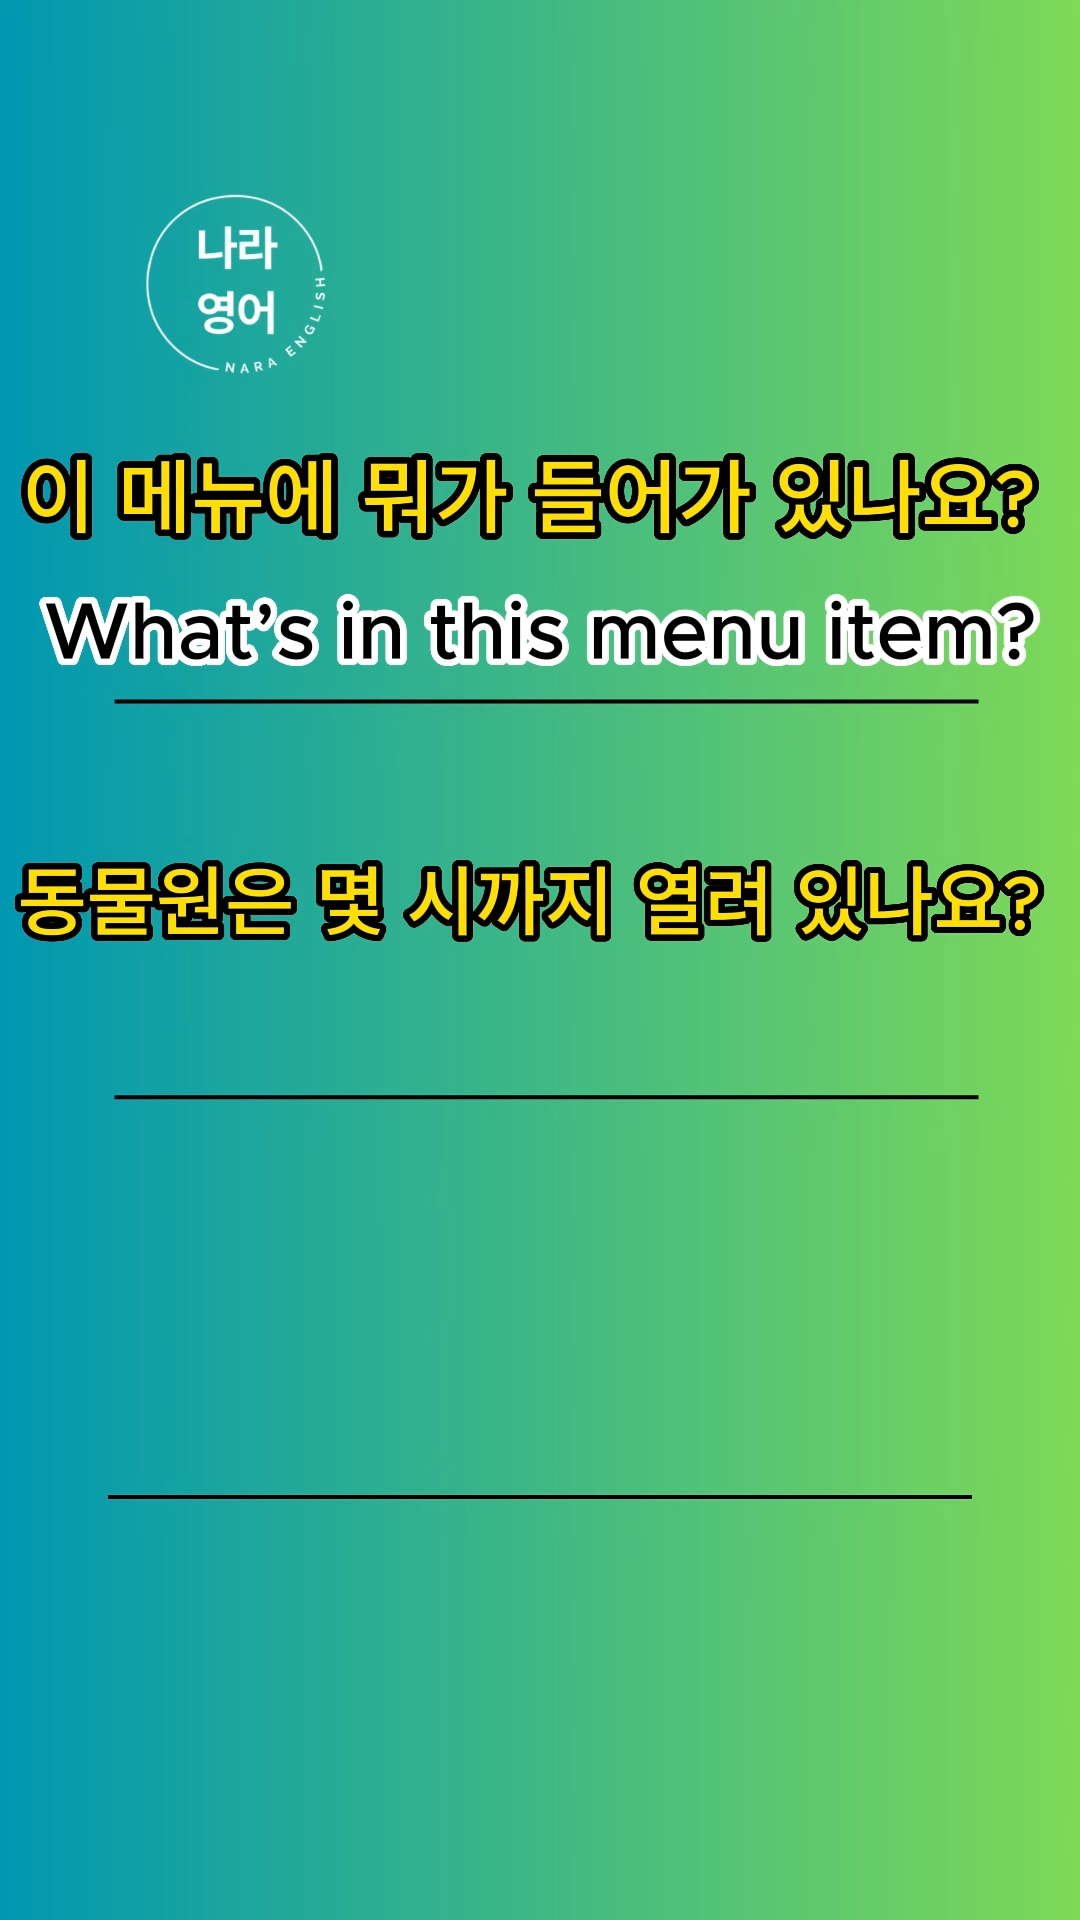 나라
영어
NARA ENGLISH
이 메뉴에 뭐가 들어가 있나요?
What's in this menu item?
동물원은 몇 시까지 열려 있나요?